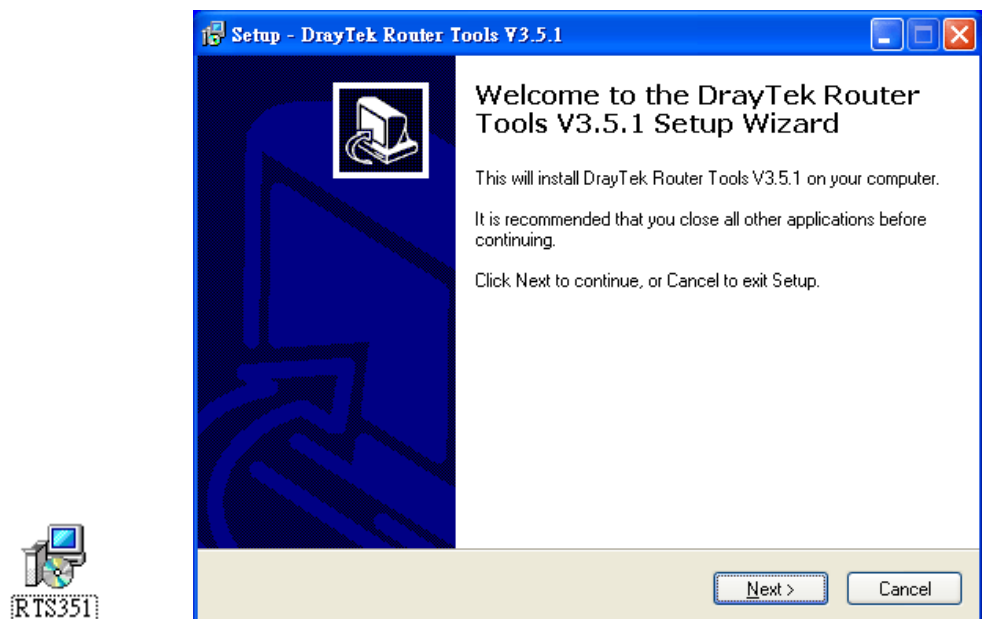 Setup - DrayTek Router Tools V3.5.1
Welcome to the DrayTek Router
Tools V3.5.1 Setup Wizard
This will install DrayTek Router Tools V3.5.1 on your computer.
It is recommended that you close all other applications before
continuing.
Click Next to continue, or Cancel to exit Setup.
RTS351
Next >
Cancel